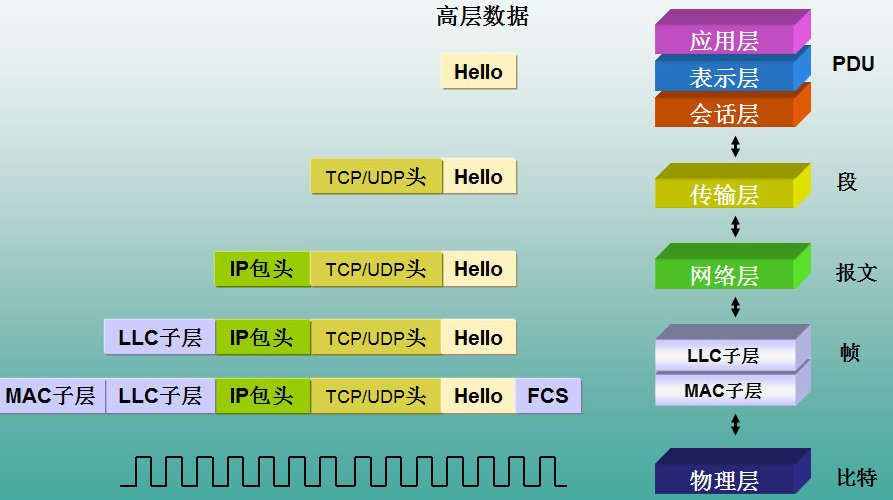 高层数据
应用层
Hello
表示层
PDU
会话层
TCP/UDP头 Hello
传输层
段
IP包头 TCP/UDP头 Hello
网络层
报文
LLC子层 IP包头 TCP/UDP头 Hello
LLC子层
帧
MAC子层 LLC子层 IP包头 TCP/UDP头 Hello FCS
MAC子层
物理层
比特